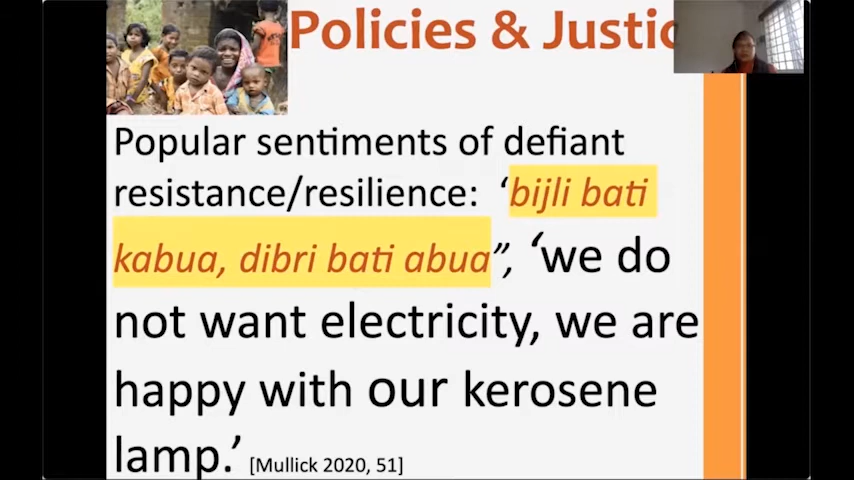 Policies & Justic
Popular sentiments of defiant
resistance/resilience: ‘bijli bati
kabua, dibri bati abua”, ‘we do
not want electricity, we are
happy with our kerosene
lamp.’ [Mullick 2020, 51]